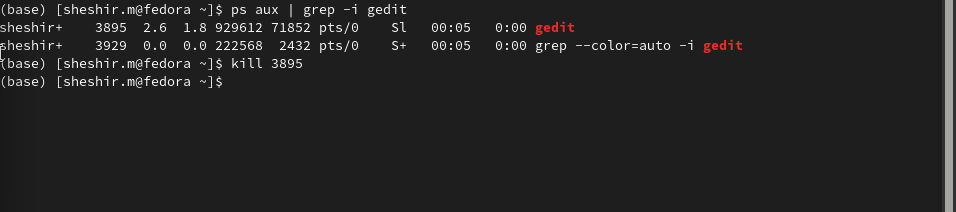 (base) [sheshir.m@fedora ~]$ ps aux | grep -i gedit
sheshir+    3895  2.6  1.8 929612 71852 pts/0    Sl   00:05   0:00 gedit
sheshir+    3929  0.0  0.0 222568  2432 pts/0    S+   00:05   0:00 grep --color=auto -i gedit
(base) [sheshir.m@fedora ~]$ kill 3895
(base) [sheshir.m@fedora ~]$